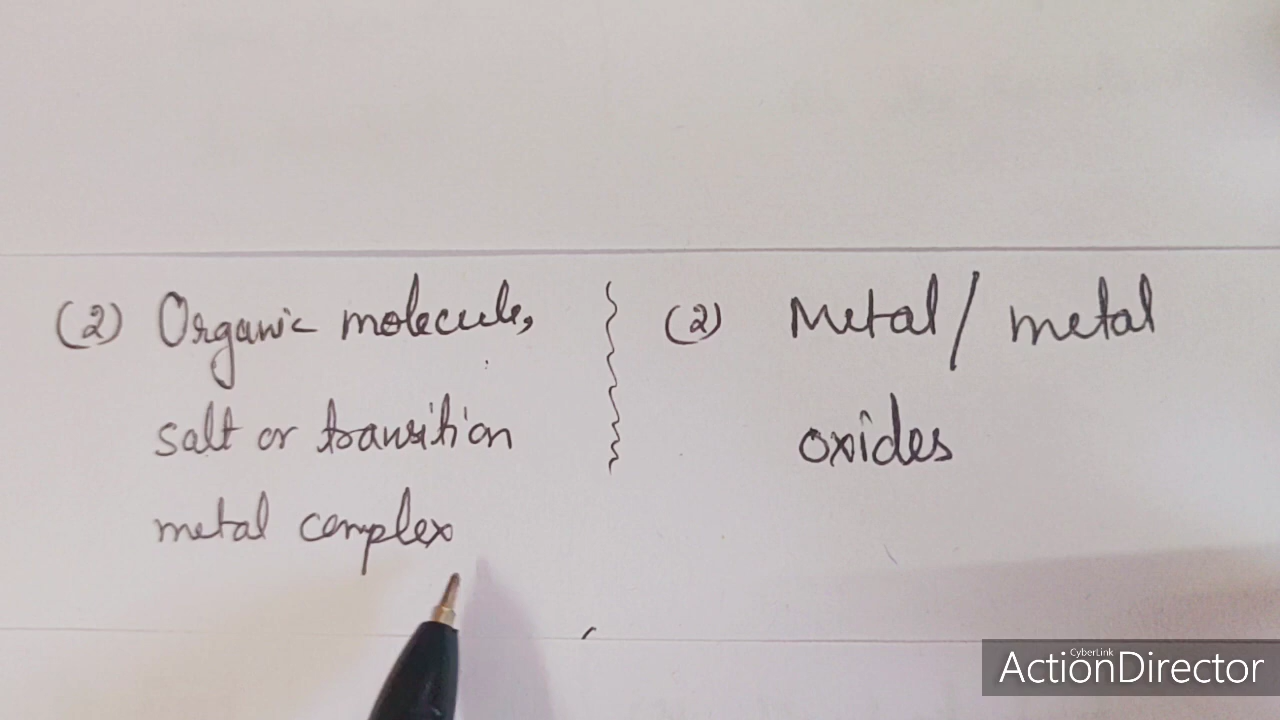 (2) Organic molecule,
salt or transition
metal complex
(2) Metal/metal
oxides
CyberLink
ActionDirector